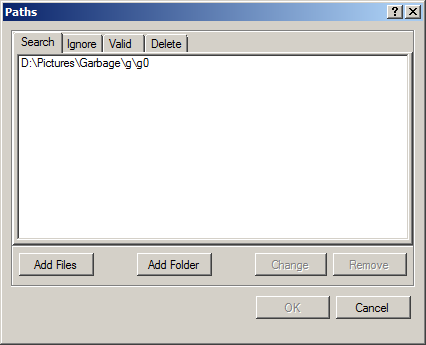 Paths
Search Ignore Valid Delete
D:\Pictures\Garbage\g\g0
Add Files Add Folder Change Remove
OK Cancel